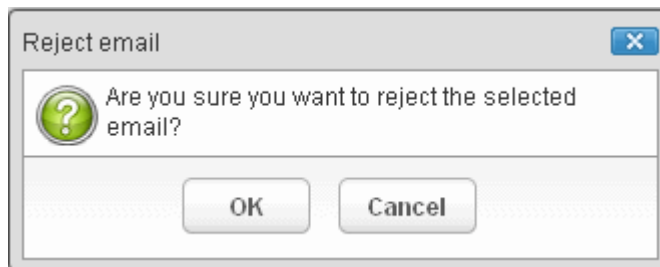 Reject email
Are you sure you want to reject the selected
email?
OK
Cancel